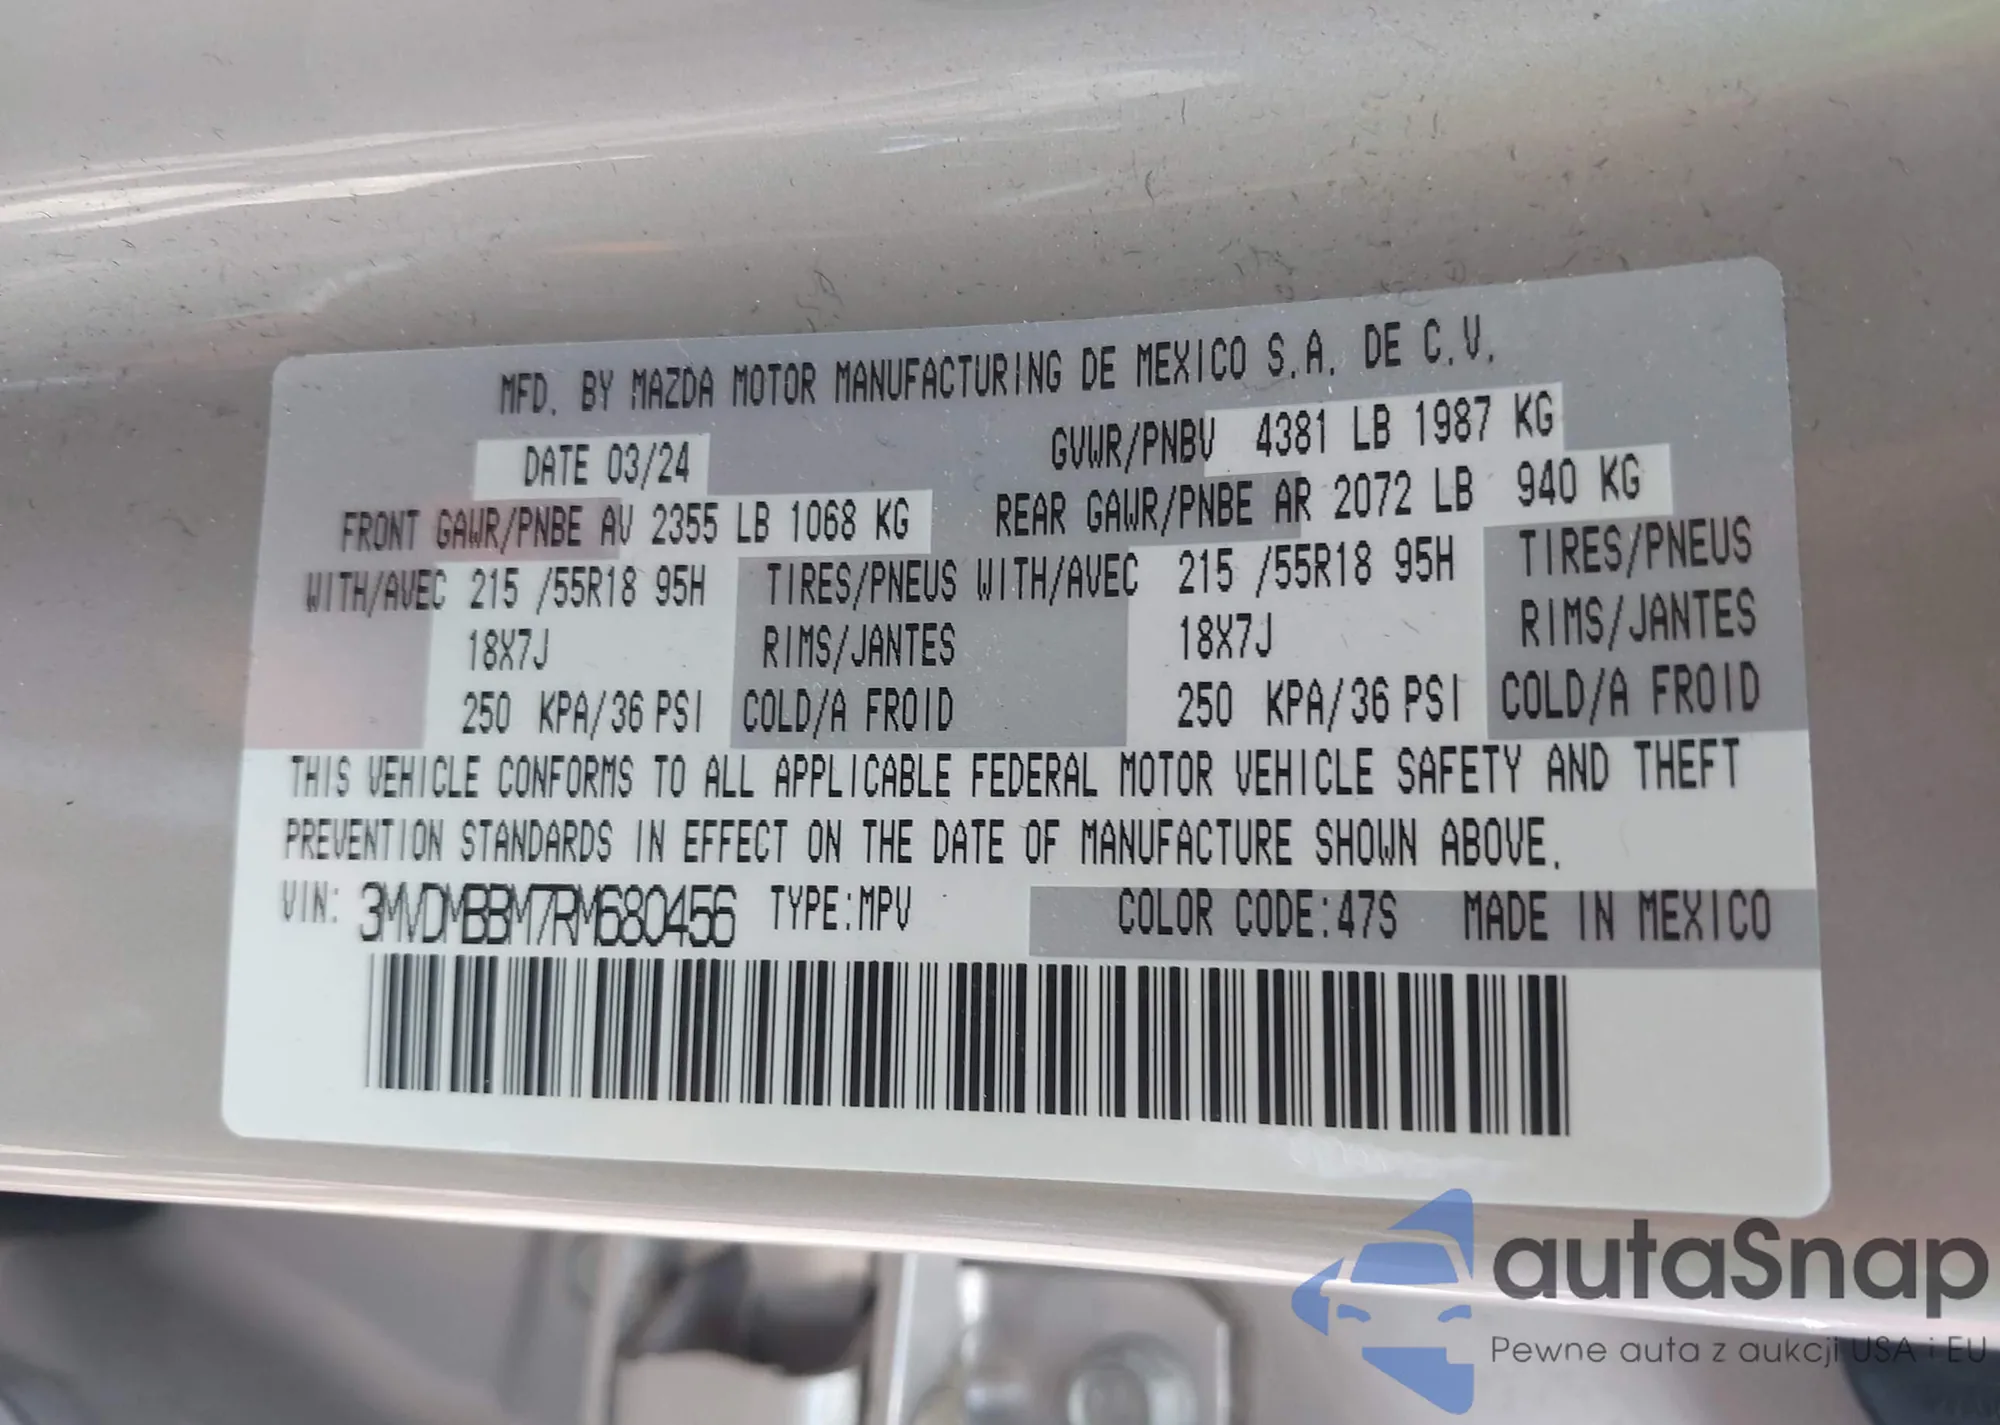 MFD. BY MAZDA MOTOR MANUFACTURING DE MEXICO S.A. DE C.V.
DATE 03/24 GVWR/PNBV 4381 LB 1987 KG
FRONT GAWR/PNBE AV 2355 LB 1068 KG REAR GAWR/PNBE AR 2072 LB 940 KG
WITH/AVEC 215 /55R18 95H TIRES/PNEUS WITH/AVEC 215 /55R18 95H TIRES/PNEUS
18X7J RIMS/JANTES 18X7J RIMS/JANTES
250 KPA/36 PSI COLD/A FROID 250 KPA/36 PSI COLD/A FROID
THIS VEHICLE CONFORMS TO ALL APPLICABLE FEDERAL MOTOR VEHICLE SAFETY AND THEFT
PREVENTION STANDARDS IN EFFECT ON THE DATE OF MANUFACTURE SHOWN ABOVE.
VIN: 3MVDMBBM7RM680456 TYPE:MPV COLOR CODE:47S MADE IN MEXICO
autaSnap
Pewne auta z aukcji USA i EU